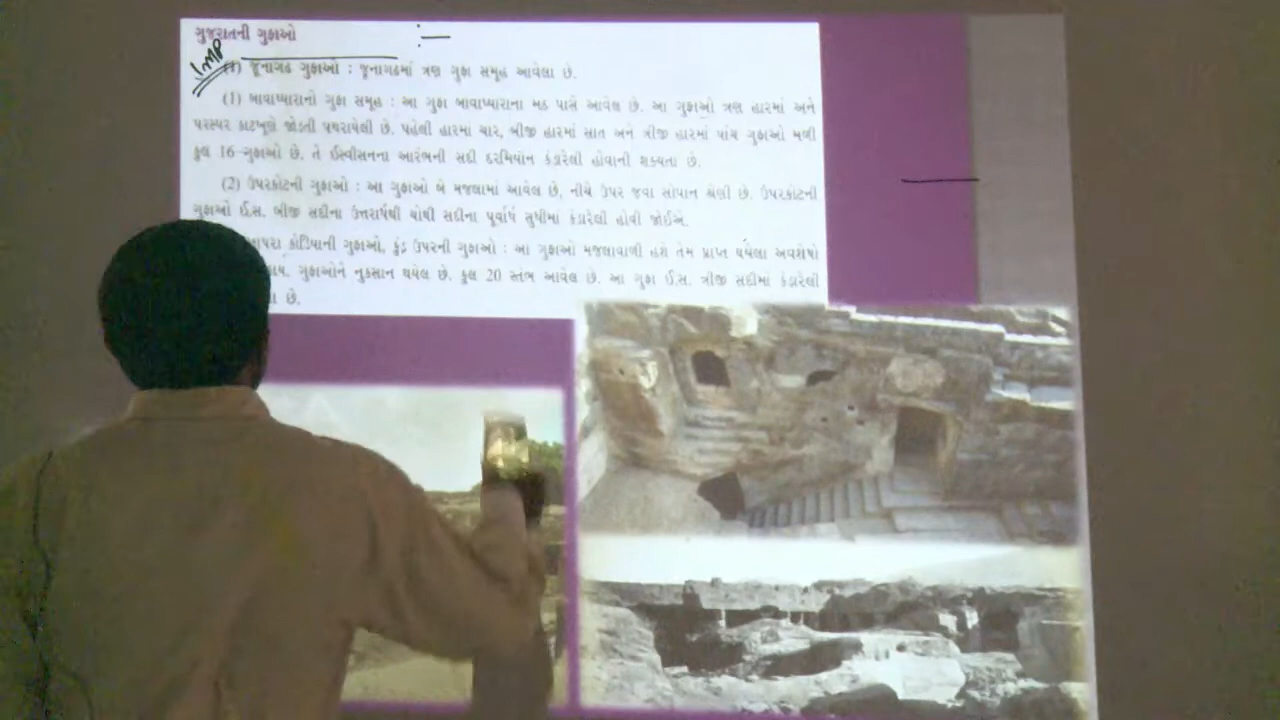 ગુજરાતની ગુફાઓ :—
IMP
(1) જૂનાગઢ ગુફાઓ : જૂનાગઢમાં ત્રણ ગુફા સમૂહ આવેલા છે.
(1) બાવાપ્યારાનો ગુફા સમૂહ : આ ગુફા બાવાપ્યારાના મઠ પાસે આવેલ છે. આ ગુફાઓ ત્રણ હારમાં અને
પરસ્પર કાટખૂણે જોડતી પથરાયેલી છે. પહેલી હારમાં ચાર, બીજી હારમાં સાત અને ત્રીજી હારમાં પાંચ ગુફાઓ મળી
કુલ 16 ગુફાઓ છે. તે ઈસ્વીસનના આરંભની સદી દરમિયાન કંડારેલી હોવાની શક્યતા છે.
(2) ઉપરકોટની ગુફાઓ : આ ગુફાઓ બે મજલામાં આવેલ છે, નીચે ઉપર જવા સોપાન શ્રેણી છે. ઉપરકોટની
ગુફાઓ ઈ.સ. બીજી સદીના ઉત્તરાર્ધથી ચોથી સદીના પૂર્વાર્ધ સુધીમાં કંડારેલી હોવી જોઈએ.
કોડિયાની ગુફાઓ, કુંડ ઉપરની ગુફાઓ : આ ગુફાઓ મજલાવાળી હશે તેમ પ્રાપ્ત થયેલા અવશેષો
ગુફાઓને નુકસાન થયેલ છે. કુલ 20 સ્તંભ આવેલ છે. આ ગુફા ઈ.સ. ત્રીજી સદીમાં કંડારેલી
છે.